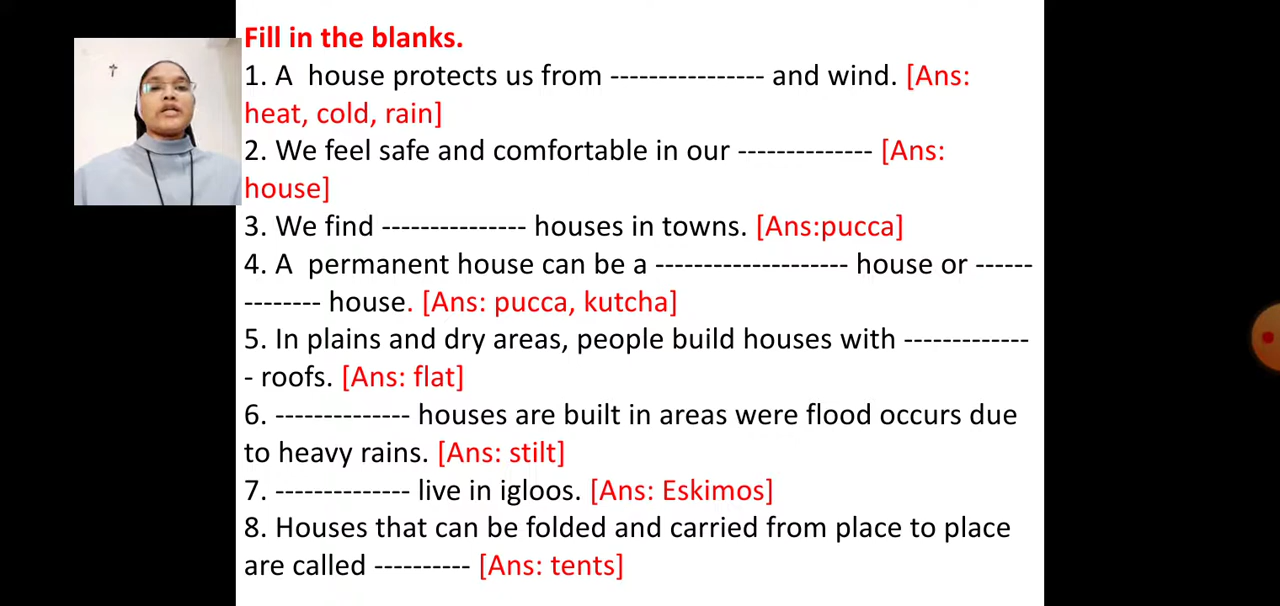 Fill in the blanks.
1. A  house protects us from ---------------- and wind. [Ans:
heat, cold, rain]
2. We feel safe and comfortable in our -------------- [Ans:
house]
3. We find --------------- houses in towns. [Ans:pucca]
4. A  permanent house can be a -------------------- house or ------
-------- house. [Ans: pucca, kutcha]
5. In plains and dry areas, people build houses with -------------
- roofs. [Ans: flat]
6. -------------- houses are built in areas were flood occurs due
to heavy rains. [Ans: stilt]
7. -------------- live in igloos. [Ans: Eskimos]
8. Houses that can be folded and carried from place to place
are called ---------- [Ans: tents]